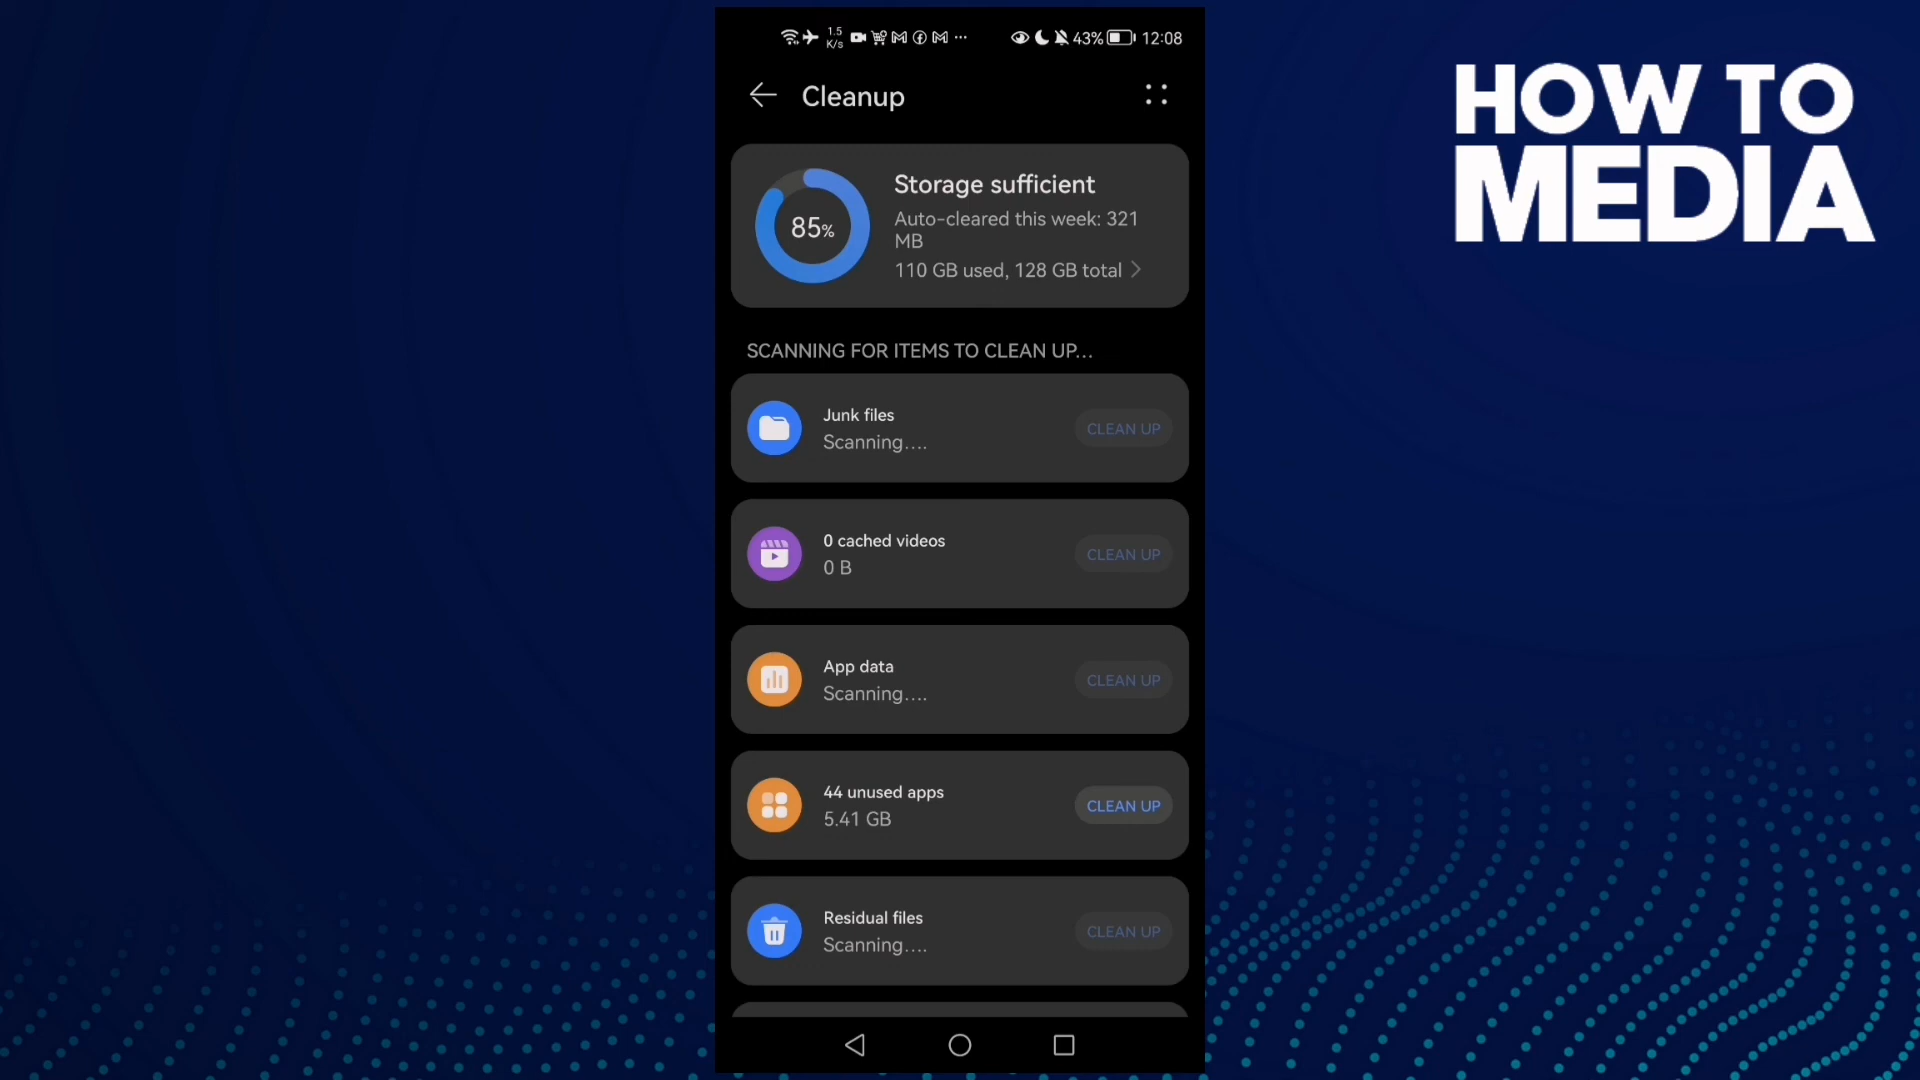 1.5
K/s
43%
12:08
HOW TO
MEDIA
Cleanup
85%
Storage sufficient
Auto-cleared this week: 321
MB
110 GB used, 128 GB total
SCANNING FOR ITEMS TO CLEAN UP...
Junk files
Scanning....
CLEAN UP
0 cached videos
0 B
CLEAN UP
App data
Scanning....
CLEAN UP
44 unused apps
5.41 GB
CLEAN UP
Residual files
Scanning....
CLEAN UP